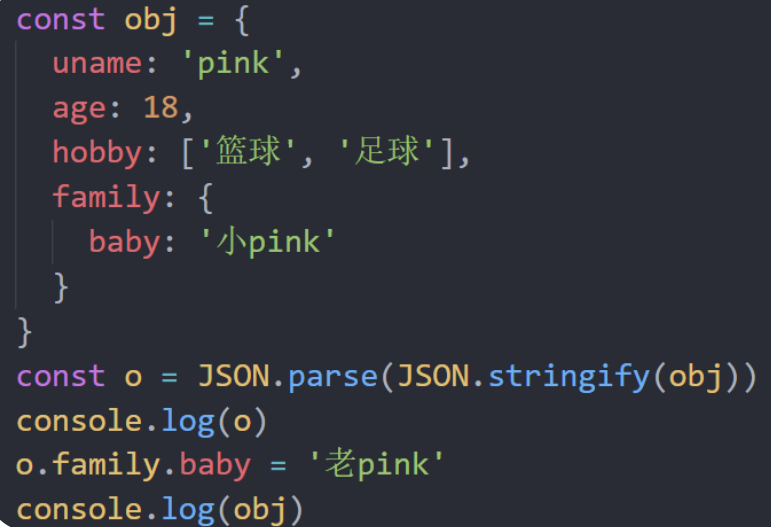 const obj = {
  uname: 'pink',
  age: 18,
  hobby: ['篮球', '足球'],
  family: {
    baby: '小pink'
  }
}
const o = JSON.parse(JSON.stringify(obj))
console.log(o)
o.family.baby = '老pink'
console.log(obj)